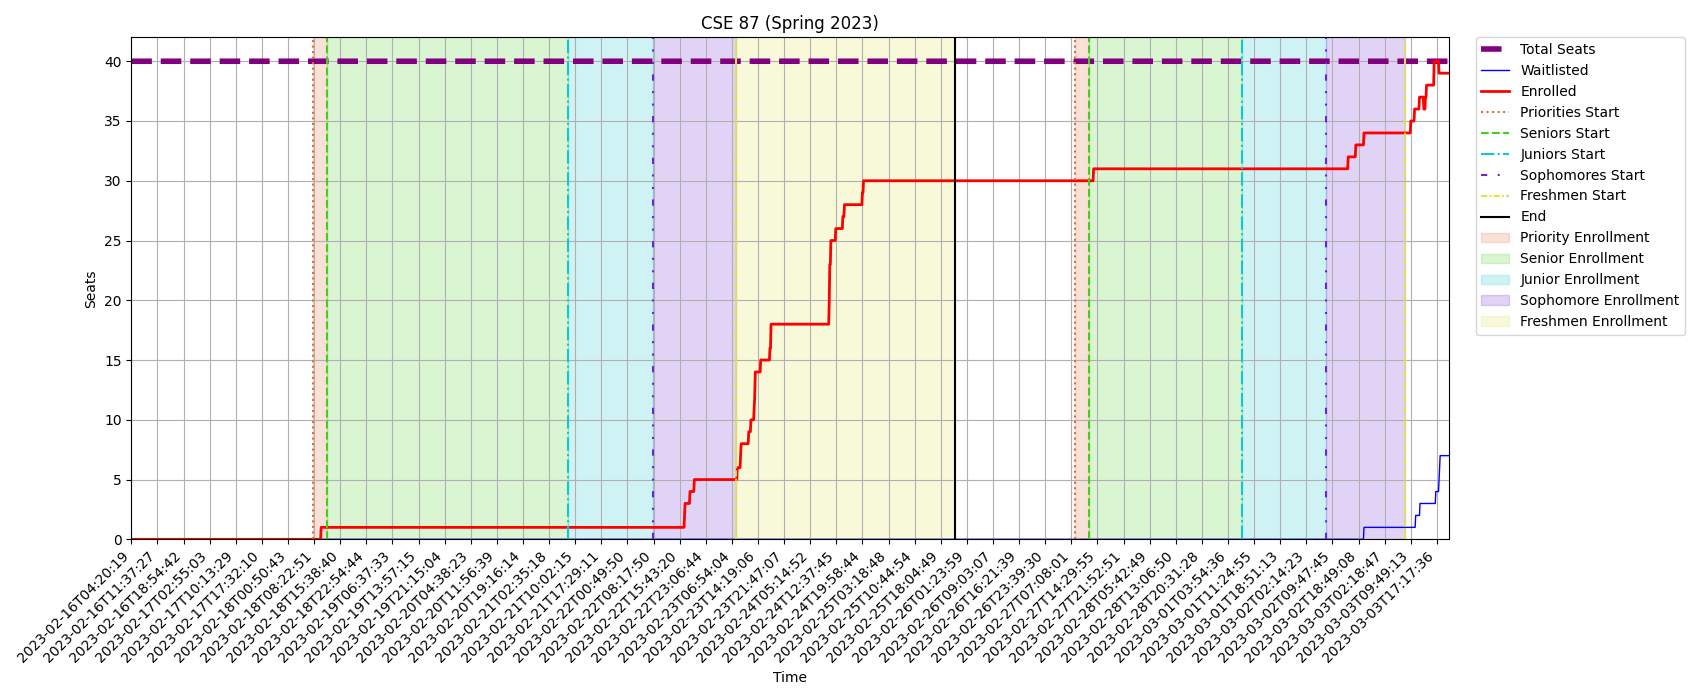 CSE 87 (Spring 2023)
Seats
40
35
30
25
20
15
10
5
0
2023-02-16T04:20:19
2023-02-16T11:37:27
2023-02-16T18:54:42
2023-02-17T02:55:03
2023-02-17T10:13:29
2023-02-17T17:32:10
2023-02-18T00:50:43
2023-02-18T08:22:51
2023-02-18T15:38:40
2023-02-18T22:54:44
2023-02-19T06:37:33
2023-02-19T13:57:15
2023-02-19T21:15:04
2023-02-20T04:38:23
2023-02-20T11:56:39
2023-02-20T19:16:14
2023-02-21T02:35:18
2023-02-21T10:02:15
2023-02-21T17:29:11
2023-02-22T00:49:50
2023-02-22T08:17:50
2023-02-22T15:43:20
2023-02-22T23:06:44
2023-02-23T06:54:04
2023-02-23T14:19:06
2023-02-23T21:47:07
2023-02-24T05:14:52
2023-02-24T12:37:45
2023-02-24T19:58:44
2023-02-25T03:18:48
2023-02-25T10:44:54
2023-02-25T18:04:49
2023-02-26T01:23:59
2023-02-26T09:03:07
2023-02-26T16:21:39
2023-02-26T23:39:30
2023-02-27T07:08:01
2023-02-27T14:29:55
2023-02-27T21:52:51
2023-02-28T05:42:49
2023-02-28T13:06:50
2023-02-28T20:31:28
2023-03-01T03:54:36
2023-03-01T11:24:55
2023-03-01T18:51:13
2023-03-02T02:14:23
2023-03-02T09:47:45
2023-03-02T18:49:08
2023-03-03T02:18:47
2023-03-03T09:49:13
2023-03-03T17:17:36
Time
Total Seats
Waitlisted
Enrolled
Priorities Start
Seniors Start
Juniors Start
Sophomores Start
Freshmen Start
End
Priority Enrollment
Senior Enrollment
Junior Enrollment
Sophomore Enrollment
Freshmen Enrollment